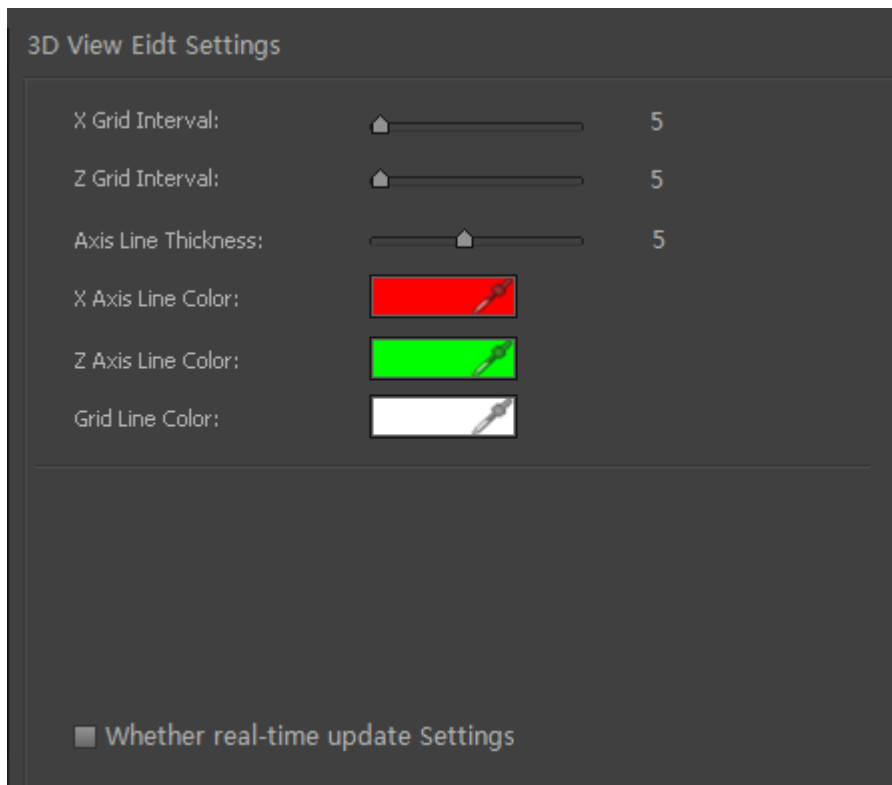 3D View Eidt Settings
X Grid Interval: 5
Z Grid Interval: 5
Axis Line Thickness: 5
X Axis Line Color:
Z Axis Line Color:
Grid Line Color:
Whether real-time update Settings